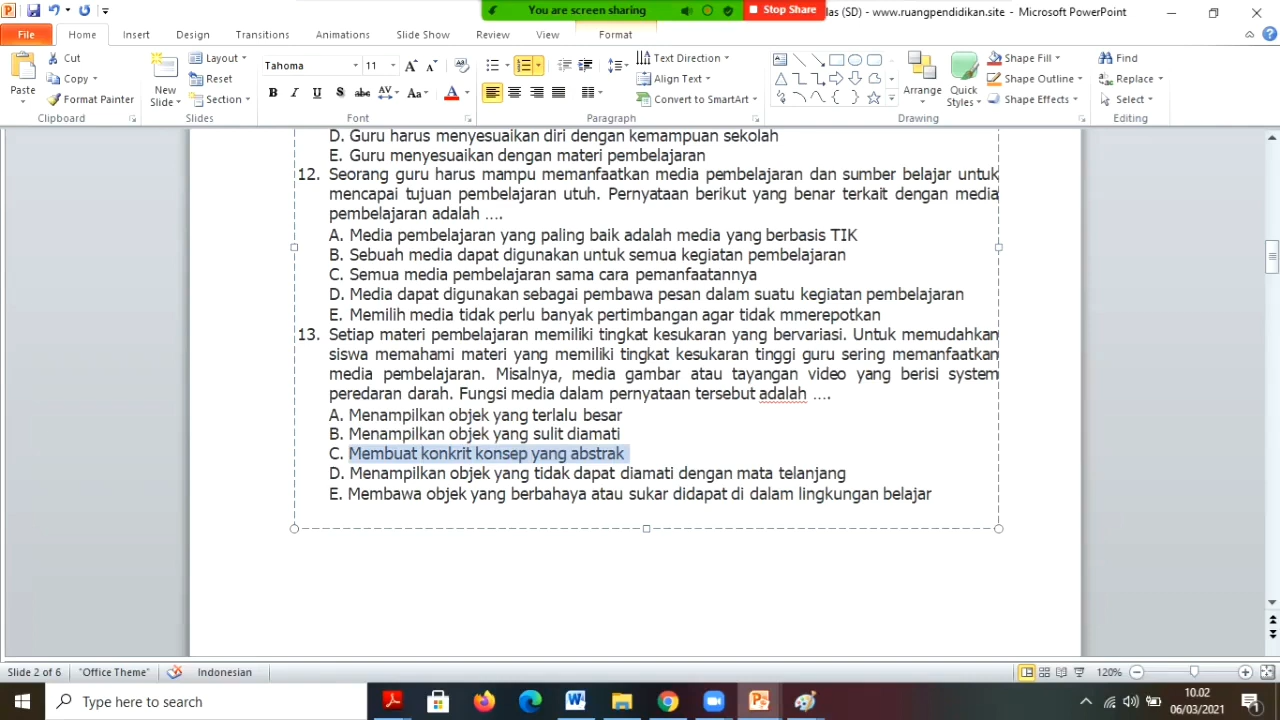 You are screen sharing
Stop Share
as (SD) - www.ruangpendidikan.site - Microsoft PowerPoint
File Home Insert Design Transitions Animations Slide Show Review View Format
Paste
Cut
Copy
Format Painter
Clipboard
New
Slide
Layout
Reset
Section
Slides
Tahoma 11
B I U S abc AV Aa A
Font
Text Direction
Align Text
Convert to SmartArt
Paragraph
Arrange
Quick
Styles
Shape Fill
Shape Outline
Shape Effects
Drawing
Find
Replace
Select
Editing
D. Guru harus menyesuaikan diri dengan kemampuan sekolah
E. Guru menyesuaikan dengan materi pembelajaran
12. Seorang guru harus mampu memanfaatkan media pembelajaran dan sumber belajar untuk
mencapai tujuan pembelajaran utuh. Pernyataan berikut yang benar terkait dengan media
pembelajaran adalah ....
A. Media pembelajaran yang paling baik adalah media yang berbasis TIK
B. Sebuah media dapat digunakan untuk semua kegiatan pembelajaran
C. Semua media pembelajaran sama cara pemanfaatannya
D. Media dapat digunakan sebagai pembawa pesan dalam suatu kegiatan pembelajaran
E. Memilih media tidak perlu banyak pertimbangan agar tidak mmerepotkan
13. Setiap materi pembelajaran memiliki tingkat kesukaran yang bervariasi. Untuk memudahkan
siswa memahami materi yang memiliki tingkat kesukaran tinggi guru sering memanfaatkan
media pembelajaran. Misalnya, media gambar atau tayangan video yang berisi system
peredaran darah. Fungsi media dalam pernyataan tersebut adalah ....
A. Menampilkan objek yang terlalu besar
B. Menampilkan objek yang sulit diamati
C. Membuat konkrit konsep yang abstrak
D. Menampilkan objek yang tidak dapat diamati dengan mata telanjang
E. Membawa objek yang berbahaya atau sukar didapat di dalam lingkungan belajar
Slide 2 of 6 "Office Theme" Indonesian 120%
Type here to search
10.02
06/03/2021